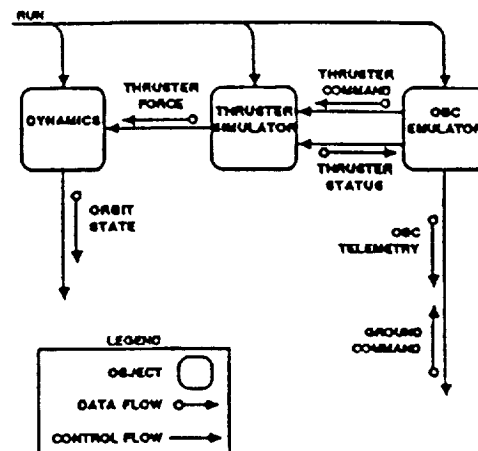 RUN
THRUSTER
FORCE
THRUSTER
COMMAND
DYNAMICS
THRUSTER
SIMULATOR
OBC
EMULATOR
THRUSTER
STATUS
ORBIT
STATE
OBC
TELEMETRY
GROUND
COMMAND
LEGEND
OBJECT
DATA FLOW
CONTROL FLOW